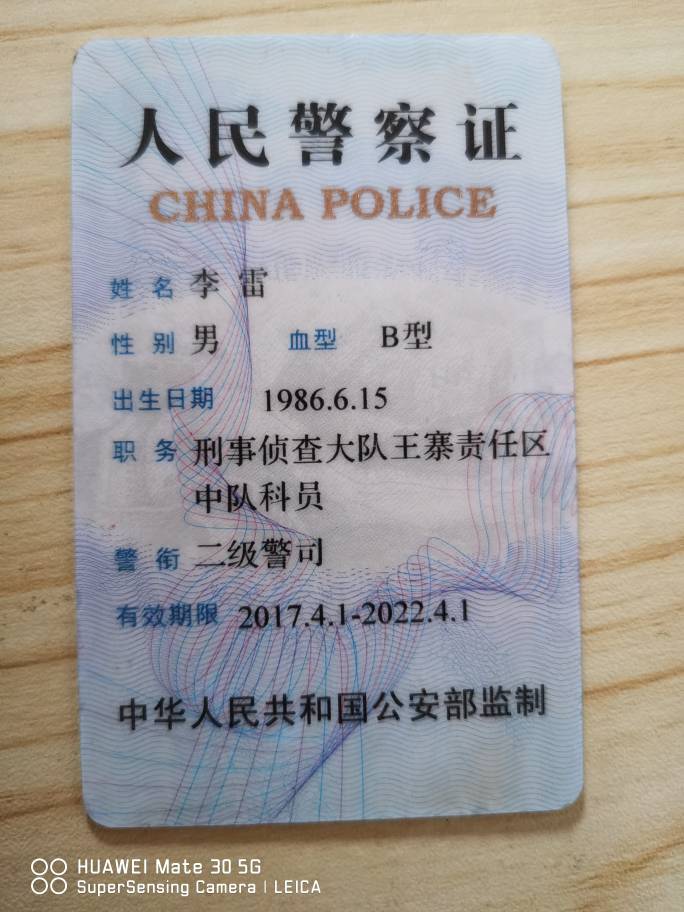 人民警察证
CHINA POLICE
姓 名 李 雷
性 别 男 血型 B型
出生日期 1986.6.15
职 务 刑事侦查大队王寨责任区
中队科员
警 衔 二级警司
有效期限 2017.4.1-2022.4.1
中华人民共和国公安部监制
HUAWEI Mate 30 5G
SuperSensing Camera | LEICA